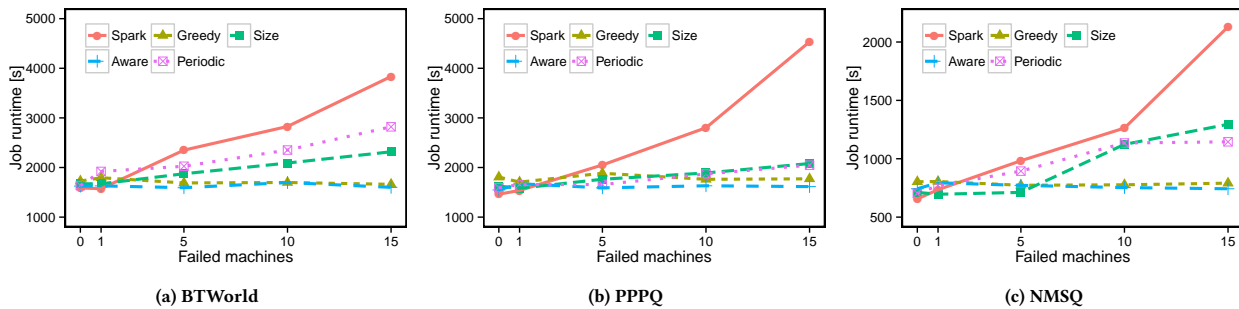 5000
4000
3000
2000
1000
Job runtime [s]
Spark Greedy Size
Aware Periodic
0 1 5 10 15
Failed machines
(a) BTWorld
5000
4000
3000
2000
1000
Job runtime [s]
Spark Greedy Size
Aware Periodic
0 1 5 10 15
Failed machines
(b) PPPQ
2000
1500
1000
500
Job runtime [s]
Spark Greedy Size
Aware Periodic
0 1 5 10 15
Failed machines
(c) NMSQ